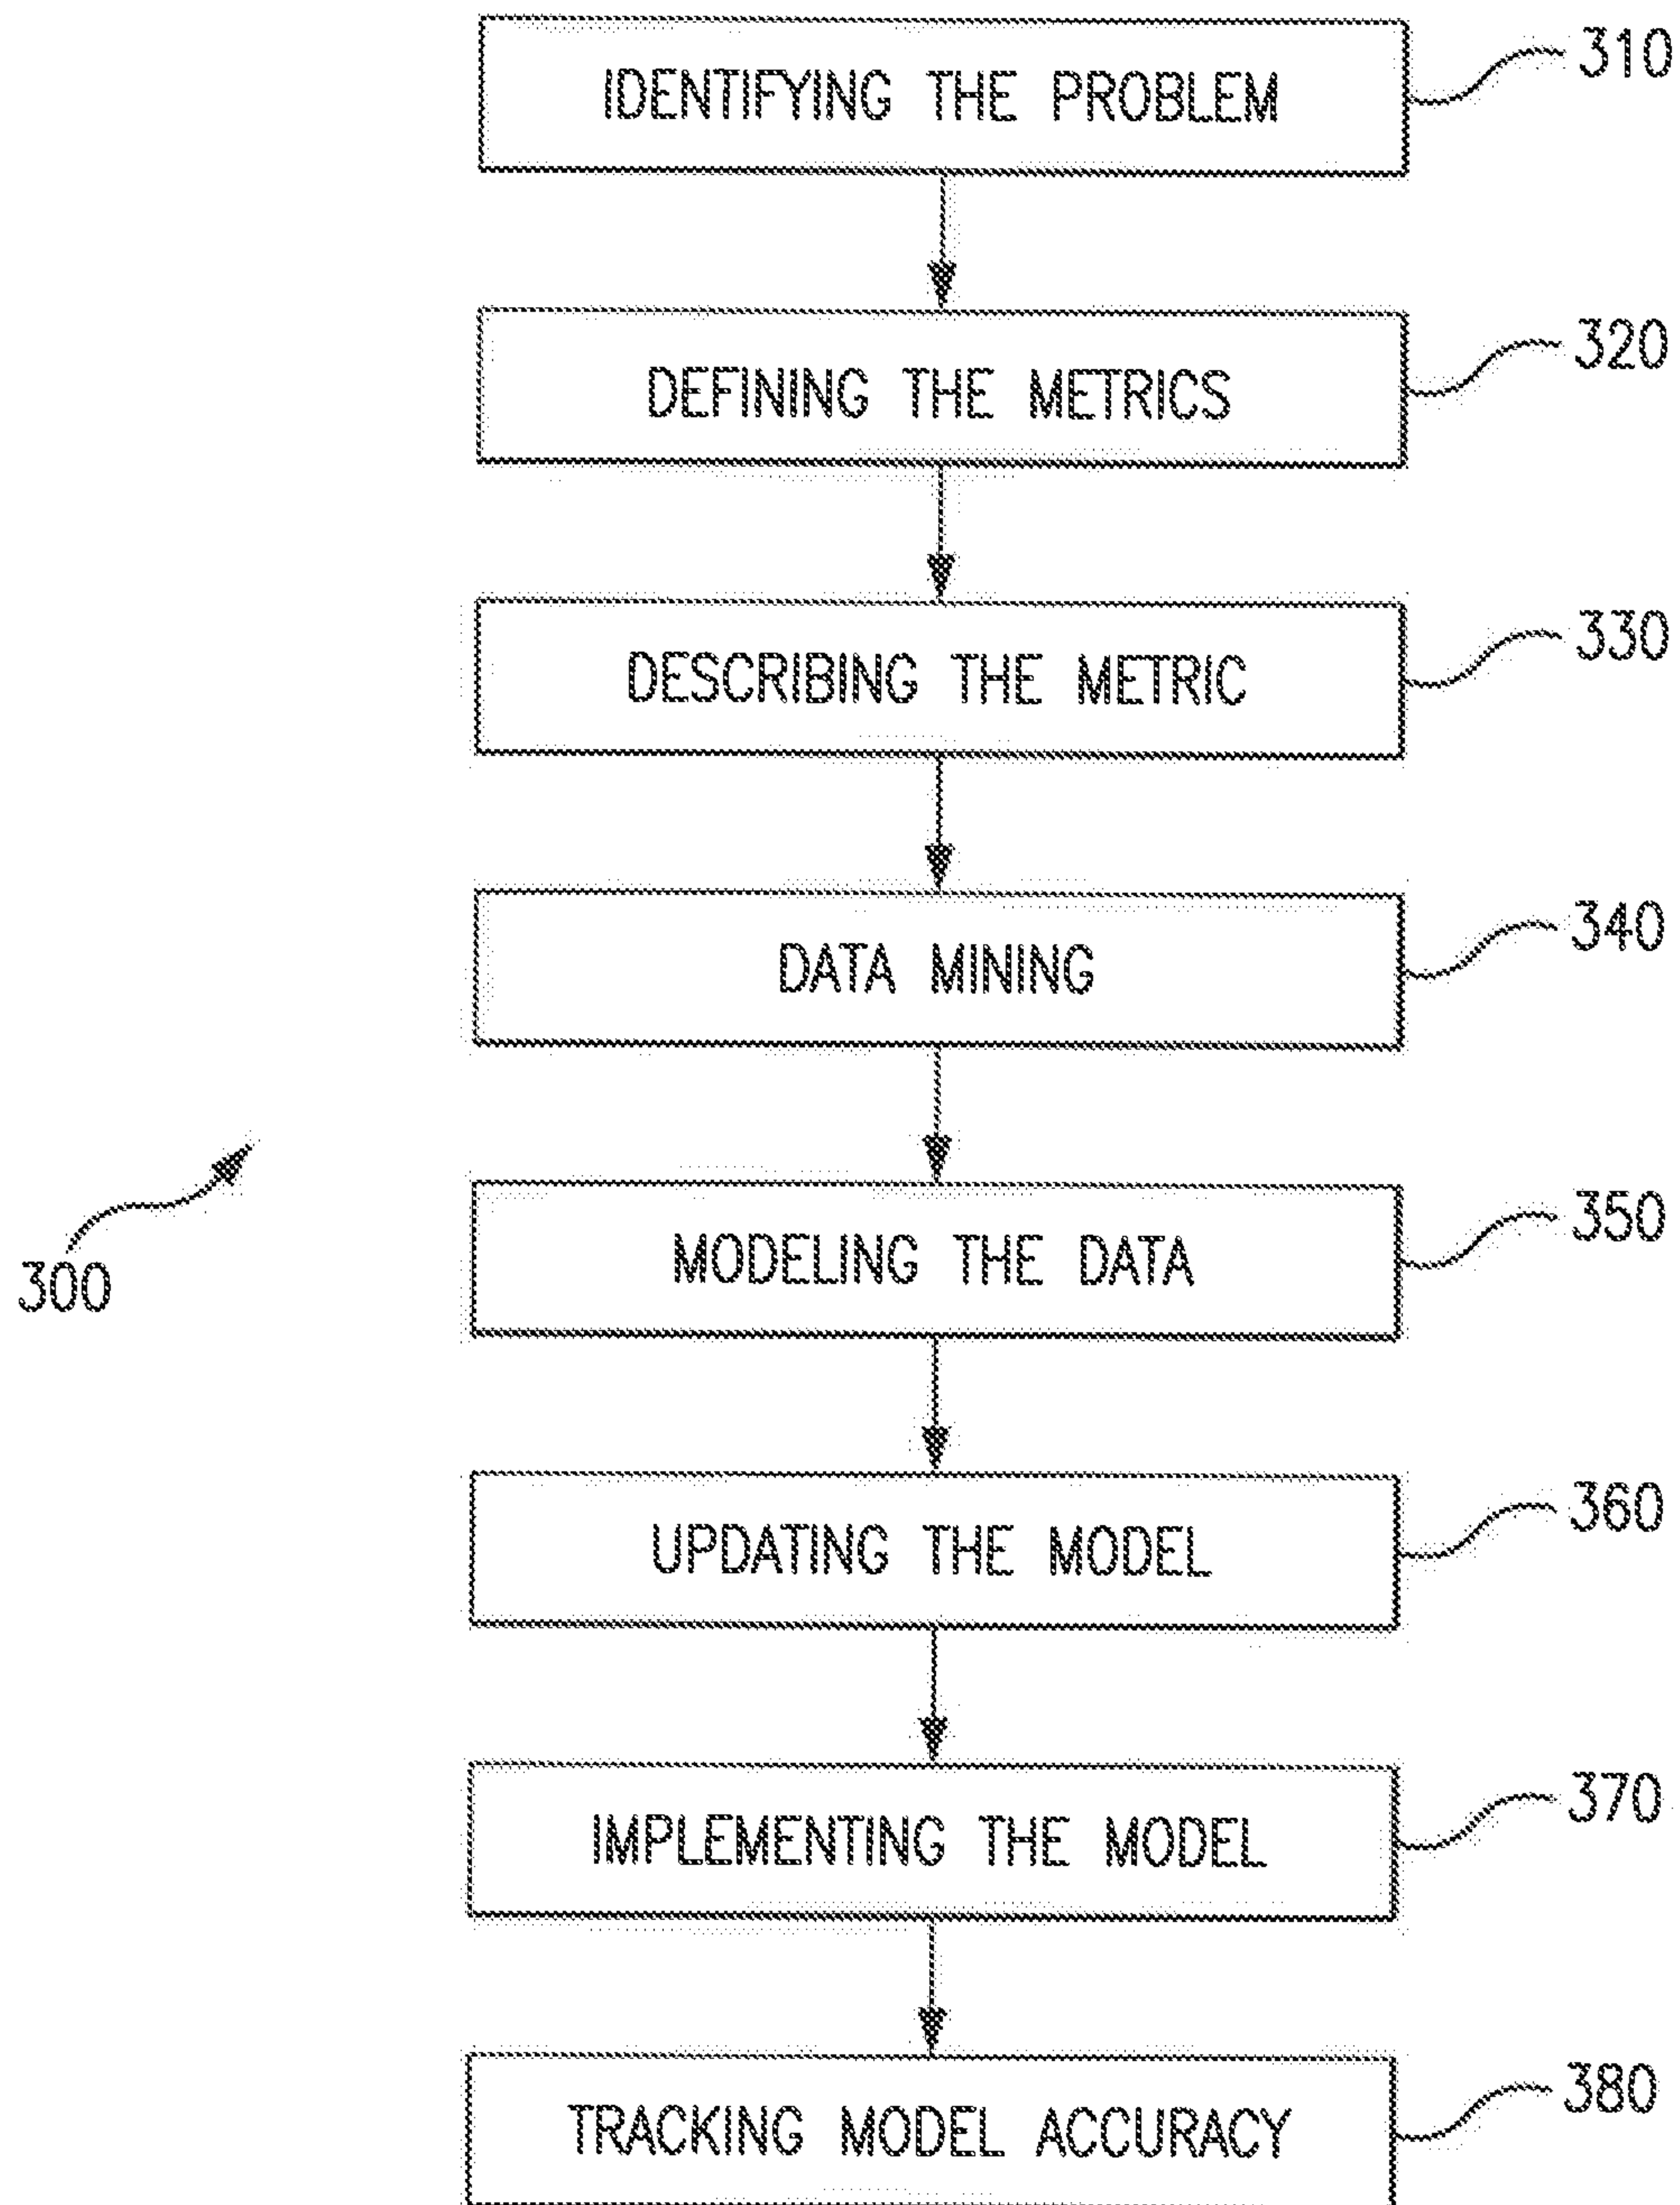 IDENTIFYING THE PROBLEM
310
DEFINING THE METRICS
320
DESCRIBING THE METRIC
330
DATA MINING
340
MODELING THE DATA
350
300
UPDATING THE MODEL
360
IMPLEMENTING THE MODEL
370
TRACKING MODEL ACCURACY
380